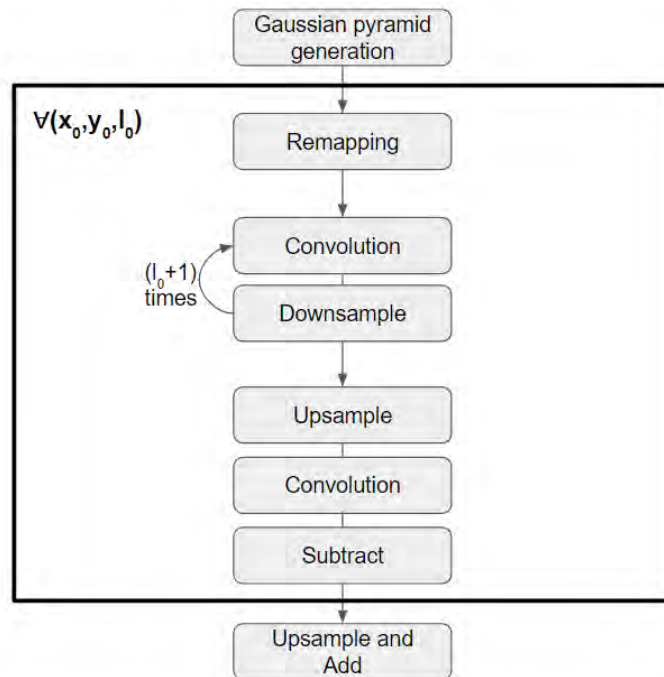 Gaussian pyramid
generation
∀(x₀,y₀,l₀)
Remapping
Convolution
(l₀+1)
times
Downsample
Upsample
Convolution
Subtract
Upsample and
Add